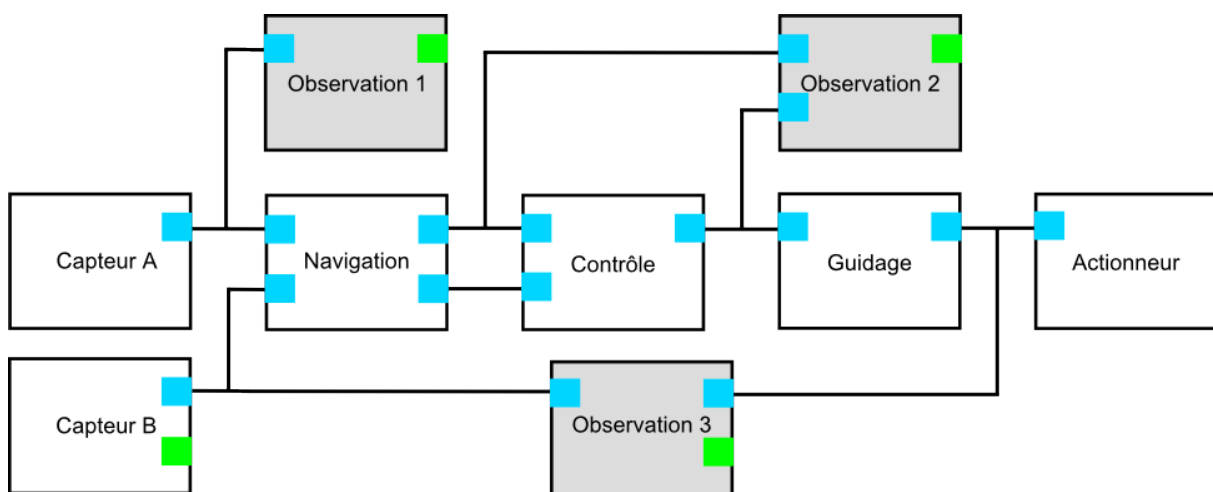 Observation 1
Observation 2
Capteur A
Navigation
Contrôle
Guidage
Actionneur
Capteur B
Observation 3